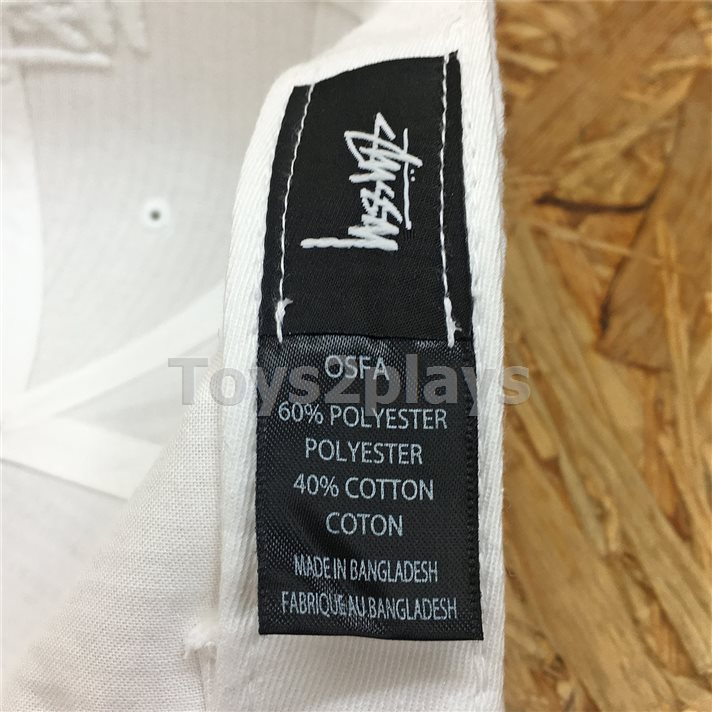 Stüssy
OSFA
Toys2plays
60% POLYESTER
POLYESTER
40% COTTON
COTON
MADE IN BANGLADESH
FABRIQUE AU BANGLADESH